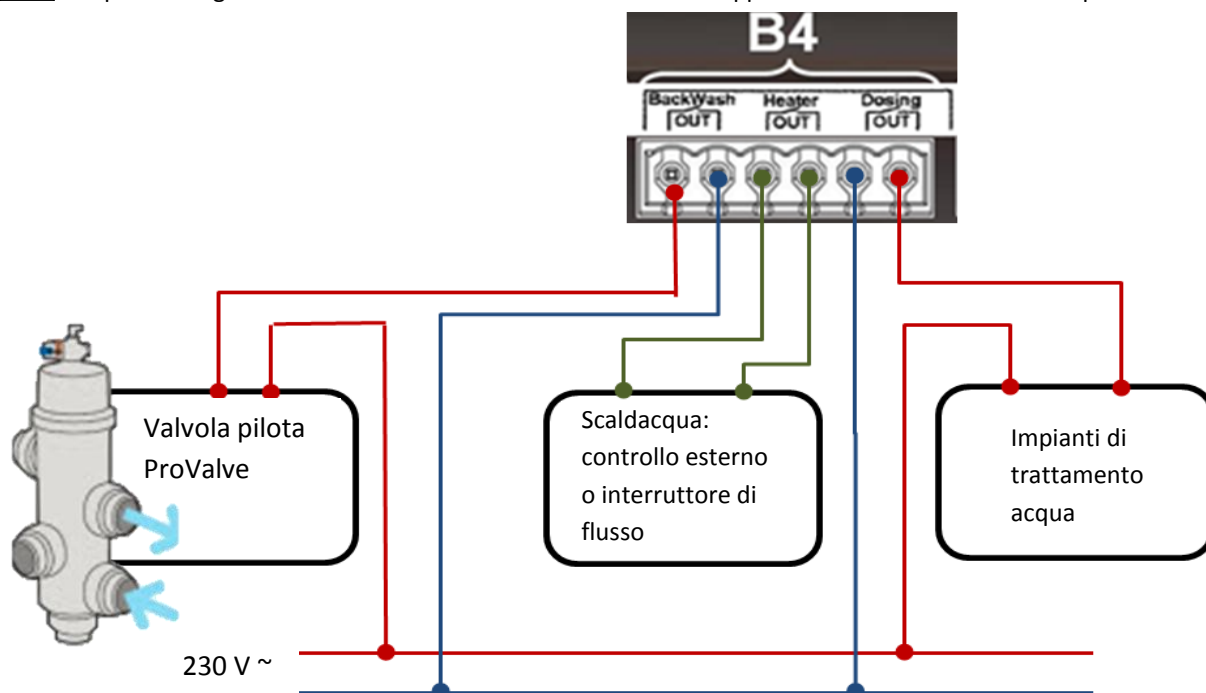 B4
BackWash Heater Dosing
OUT OUT OUT
Valvola pilota
ProValve
Scaldacqua:
controllo esterno
o interruttore di
flusso
Impianti di
trattamento
acqua
230 V ~